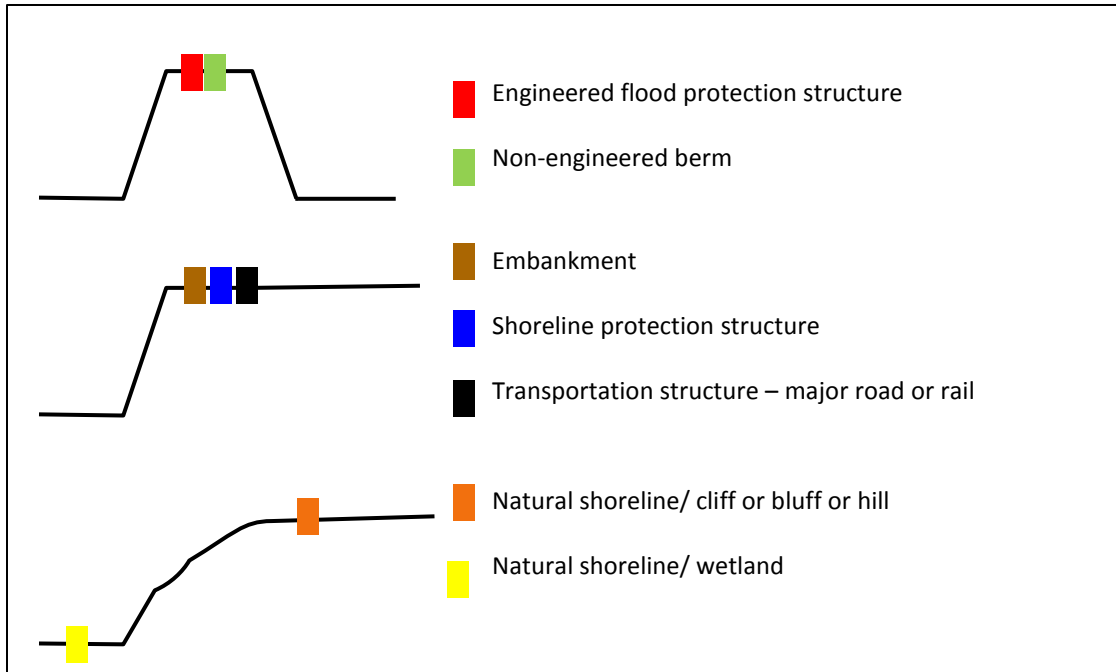 Engineered flood protection structure
Non-engineered berm
Embankment
Shoreline protection structure
Transportation structure – major road or rail
Natural shoreline/ cliff or bluff or hill
Natural shoreline/ wetland